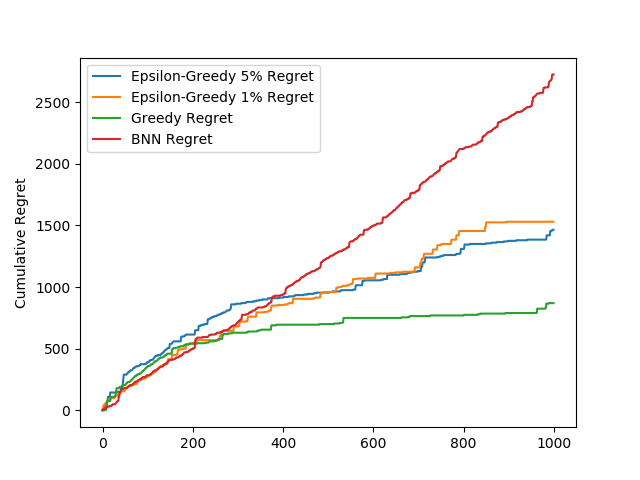 Epsilon-Greedy 5% Regret
Epsilon-Greedy 1% Regret
Greedy Regret
BNN Regret
Cumulative Regret
2500
2000
1500
1000
500
0
0 200 400 600 800 1000